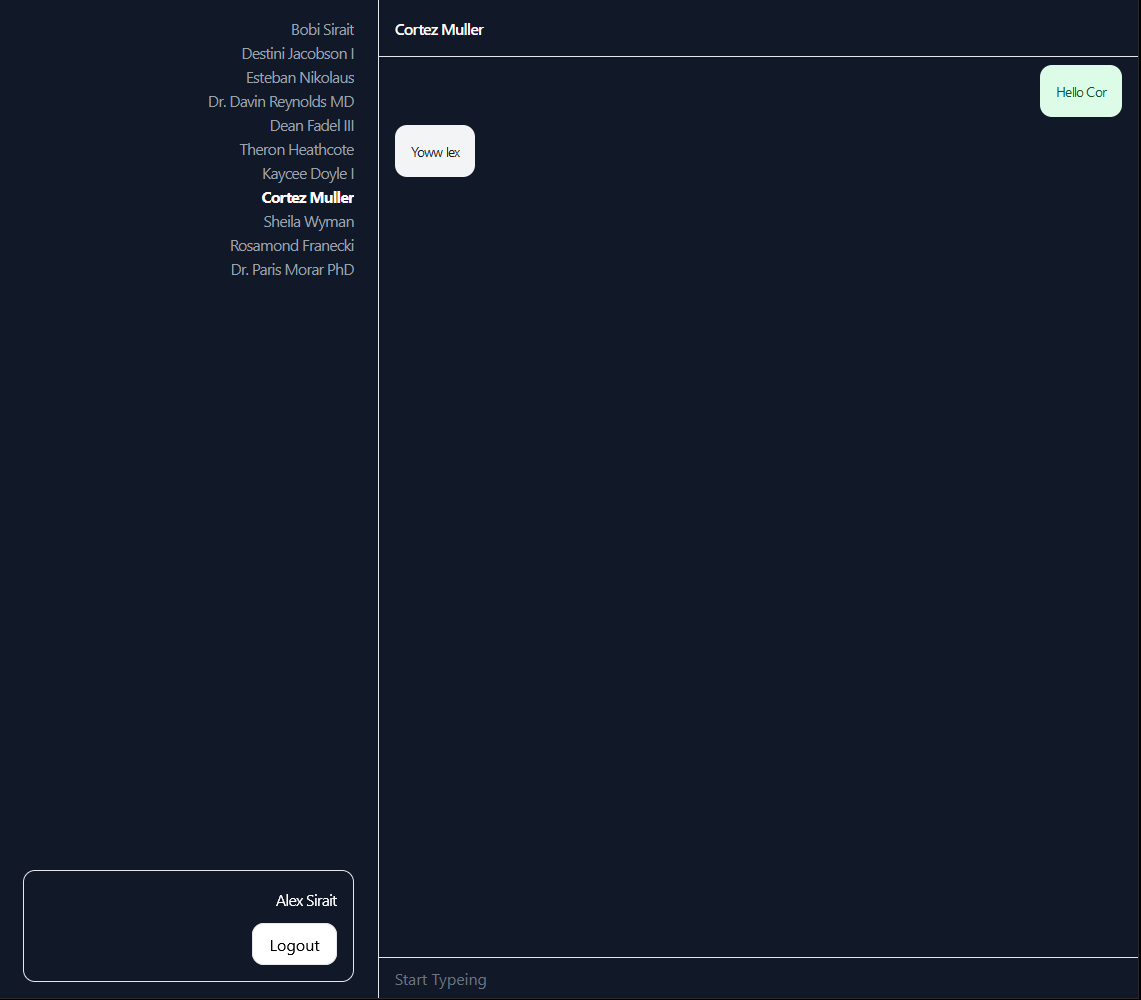 Bobi Sirait
Destini Jacobson I
Esteban Nikolaus
Dr. Davin Reynolds MD
Dean Fadel III
Theron Heathcote
Kaycee Doyle I
Cortez Muller
Sheila Wyman
Rosamond Franecki
Dr. Paris Morar PhD
Alex Sirait
Logout
Cortez Muller
Hello Cor
Yoww lex
Start Typeing